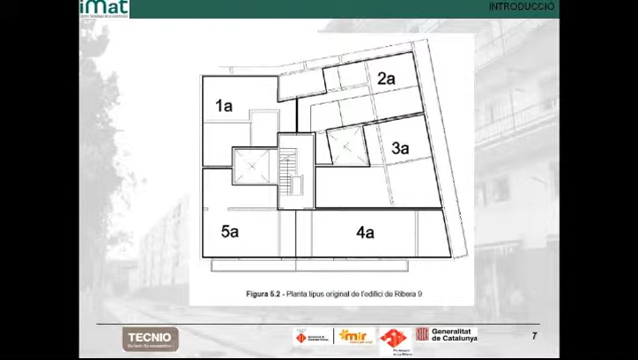 iMat
INTRODUCCIÓ
1a
2a
3a
5a
4a
Figura 5.2 - Planta tipus original de l'edifici de Ribera 9
TECNIO
mir
Generalitat
de Catalunya
7